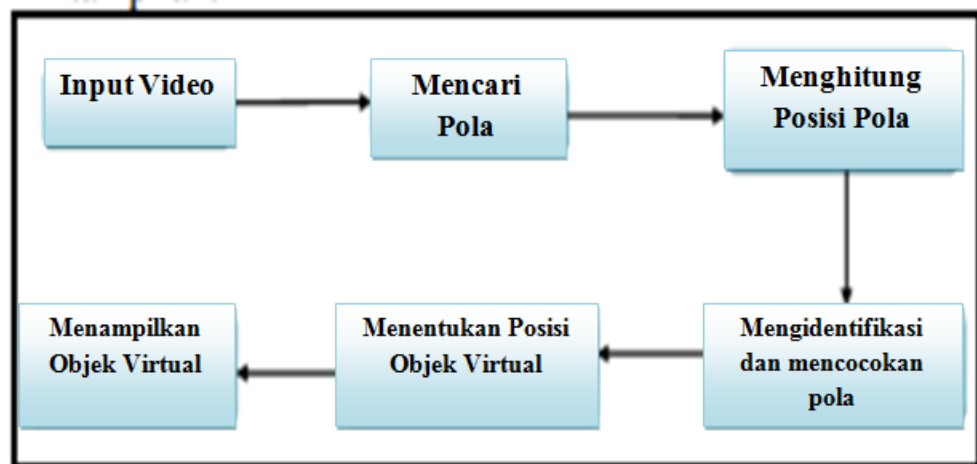 Input Video
Mencari
Pola
Menghitung
Posisi Pola
Mengidentifikasi
dan mencocokan
pola
Menentukan Posisi
Objek Virtual
Menampilkan
Objek Virtual